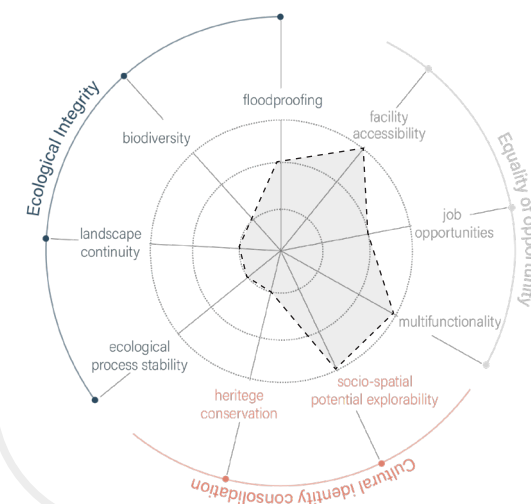 Ecological Integrity
floodproofing
facility
accessibility
Equality of opportunity
biodiversity
landscape
continuity
job
opportunities
multifunctionality
ecological
process stability
heritege
conservation
socio-spatial
potential explorability
Cultural identity consolidation